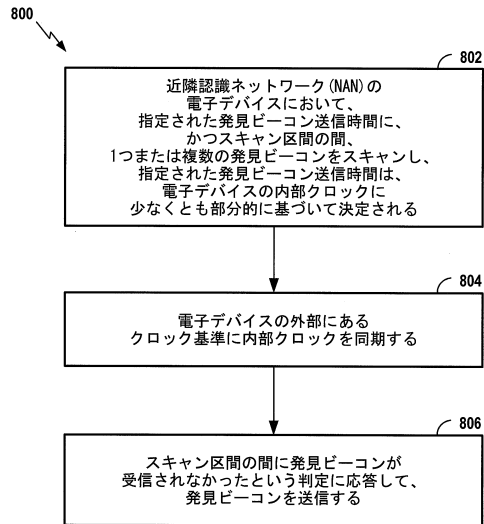 800
802
近隣認識ネットワーク(NAN)の
電子デバイスにおいて、
指定された発見ビーコン送信時間に、
かつスキャン区間の間、
1つまたは複数の発見ビーコンをスキャンし、
指定された発見ビーコン送信時間は、
電子デバイスの内部クロックに
少なくとも部分的に基づいて決定される
804
電子デバイスの外部にある
クロック基準に内部クロックを同期する
806
スキャン区間の間に発見ビーコンが
受信されなかったという判定に応答して、
発見ビーコンを送信する